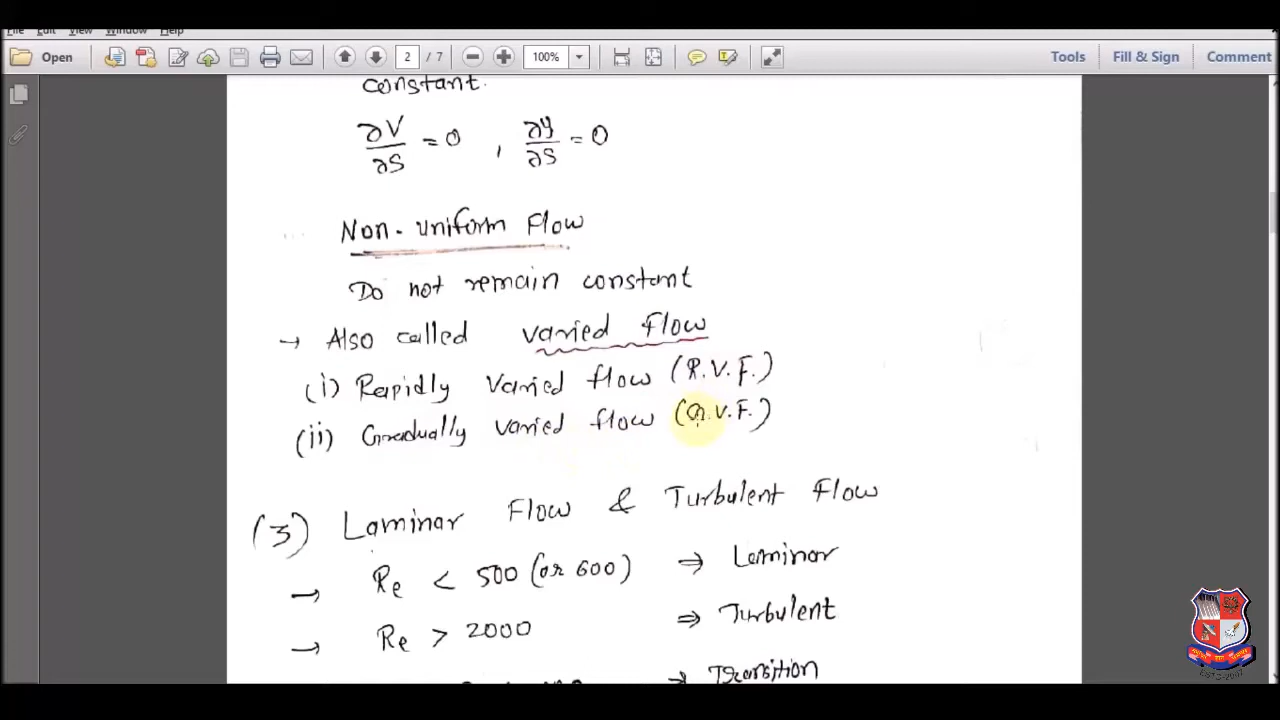 File Edit View Window Help
Open 2 / 7 100% Tools Fill & Sign Comment
constant.
∂V/∂S = 0 , ∂y/∂S = 0
Non-uniform Flow
Do not remain constant
→ Also called varied flow
(i) Rapidly varied flow (R.V.F.)
(ii) Gradually varied flow (G.V.F.)
(3) Laminar Flow & Turbulent Flow
→ Re < 500 (or 600) ⇒ Laminar
→ Re > 2000 ⇒ Turbulent
→ Transition